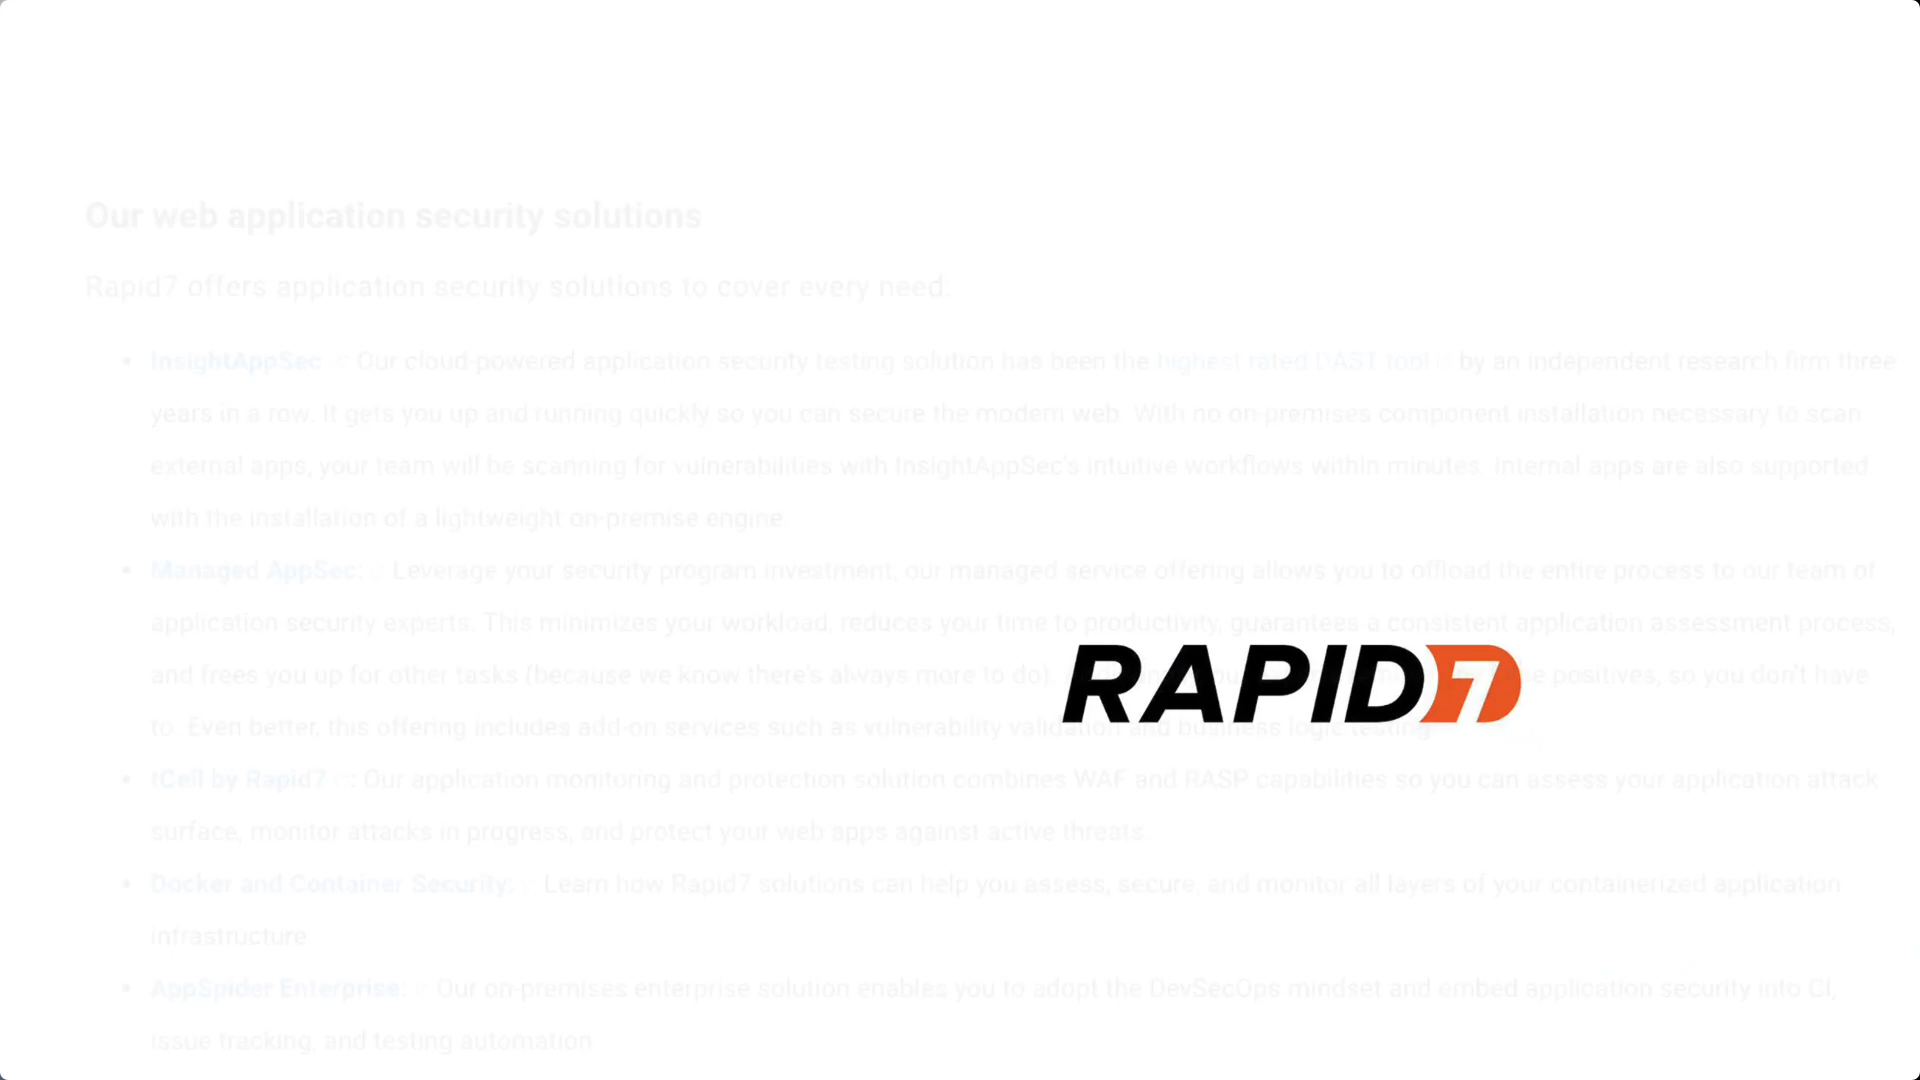 Our web application security solutions
Rapid7 offers application security solutions to cover every need:
• InsightAppSec : Our cloud-powered application security testing solution has been the highest rated DAST tool by an independent research firm three
years in a row. It gets you up and running quickly so you can secure the modern web. With no on-premises component installation necessary to scan
external apps, your team will be scanning for vulnerabilities with InsightAppSec's intuitive workflows within minutes. Internal apps are also supported
with the installation of a lightweight on-premise engine.
• Managed AppSec: Leverage your security program investment, our managed service offering allows you to offload the entire process to our team of
application security experts. This minimizes your workload, reduces your time to productivity, guarantees a consistent application assessment process,
and frees you up for other tasks (because we know there's always more to do). positives, so you don't have
to. Even better, this offering includes add-on services such as vulnerability validation and business logic testing.
RAPID7
• tCell by Rapid7 : Our application monitoring and protection solution combines WAF and RASP capabilities so you can assess your application attack
surface, monitor attacks in progress, and protect your web apps against active threats.
• Docker and Container Security: Learn how Rapid7 solutions can help you assess, secure, and monitor all layers of your containerized application
infrastructure
• AppSpider Enterprise: Our on-premises enterprise solution enables you to adopt the DevSecOps mindset and embed application security into CI,
issue tracking, and testing automation